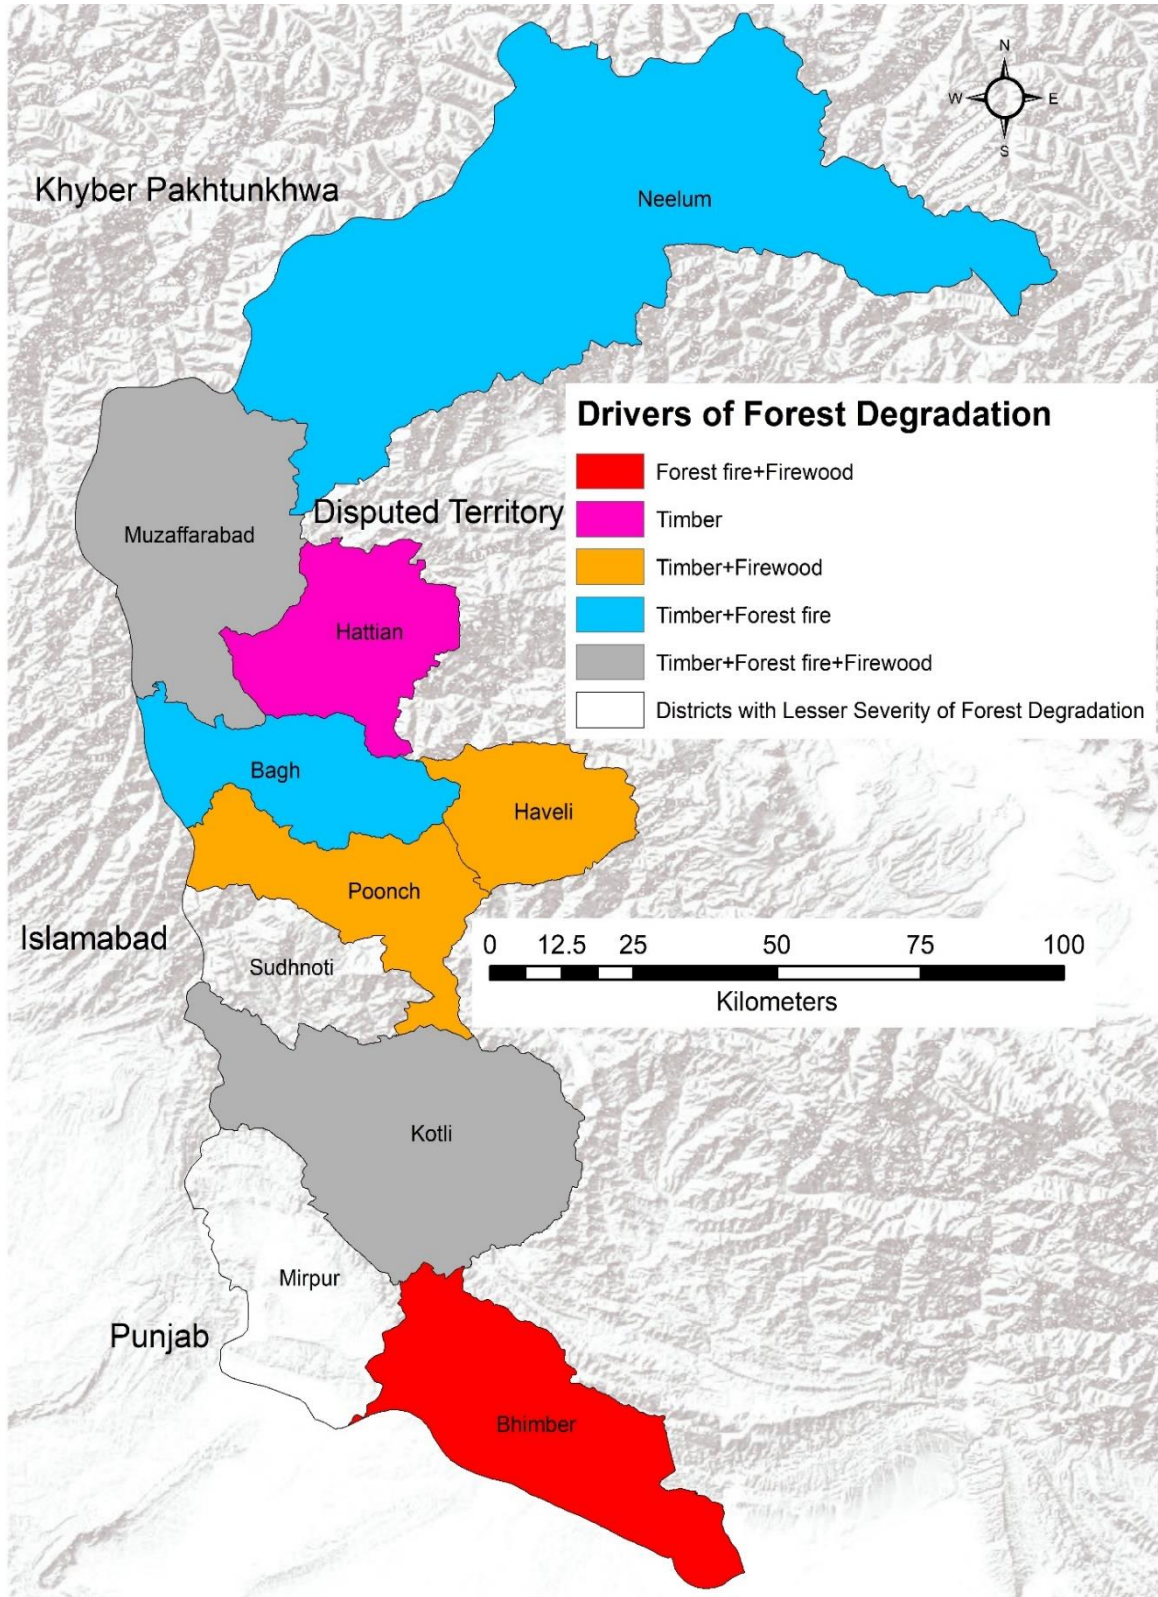 N
W E
S
Khyber Pakhtunkhwa
Neelum
Drivers of Forest Degradation
Forest fire+Firewood
Timber
Timber+Firewood
Timber+Forest fire
Timber+Forest fire+Firewood
Districts with Lesser Severity of Forest Degradation
Disputed Territory
Muzaffarabad
Hattian
Bagh
Haveli
Poonch
Islamabad
Sudhnoti
0 12.5 25 50 75 100
Kilometers
Kotli
Mirpur
Punjab
Bhimber